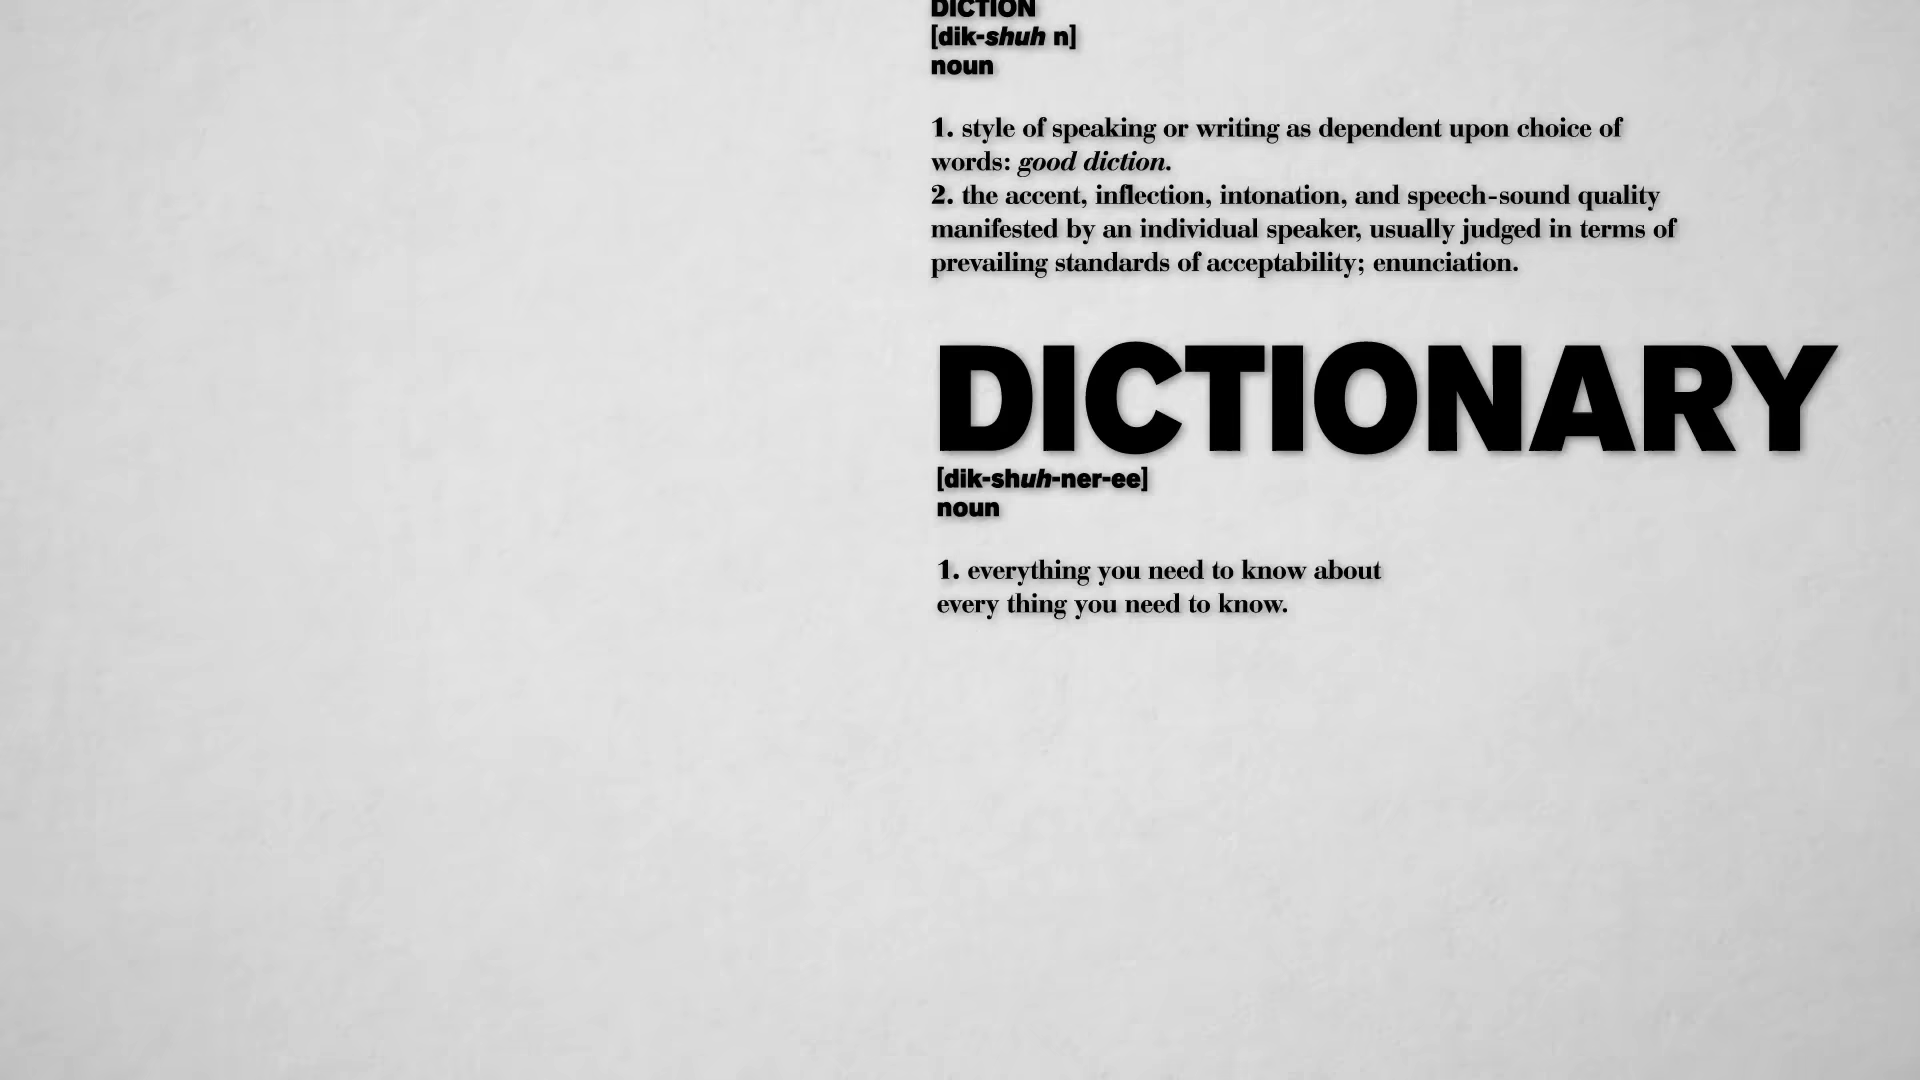 DICTION
[dik-shuh n]
noun
1. style of speaking or writing as dependent upon choice of
words: good diction.
2. the accent, inflection, intonation, and speech-sound quality
manifested by an individual speaker, usually judged in terms of
prevailing standards of acceptability; enunciation.
DICTIONARY
[dik-shuh-ner-ee]
noun
1. everything you need to know about
every thing you need to know.